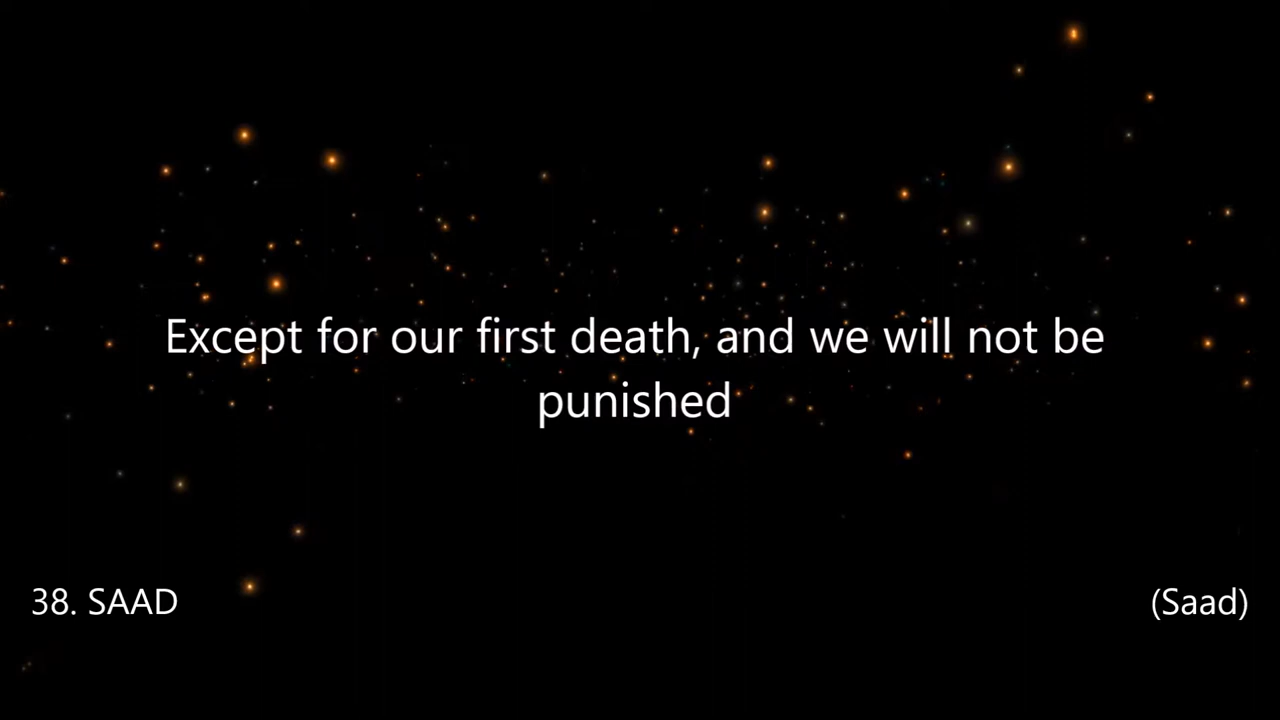 Except for our first death, and we will not be
punished
38. SAAD
(Saad)